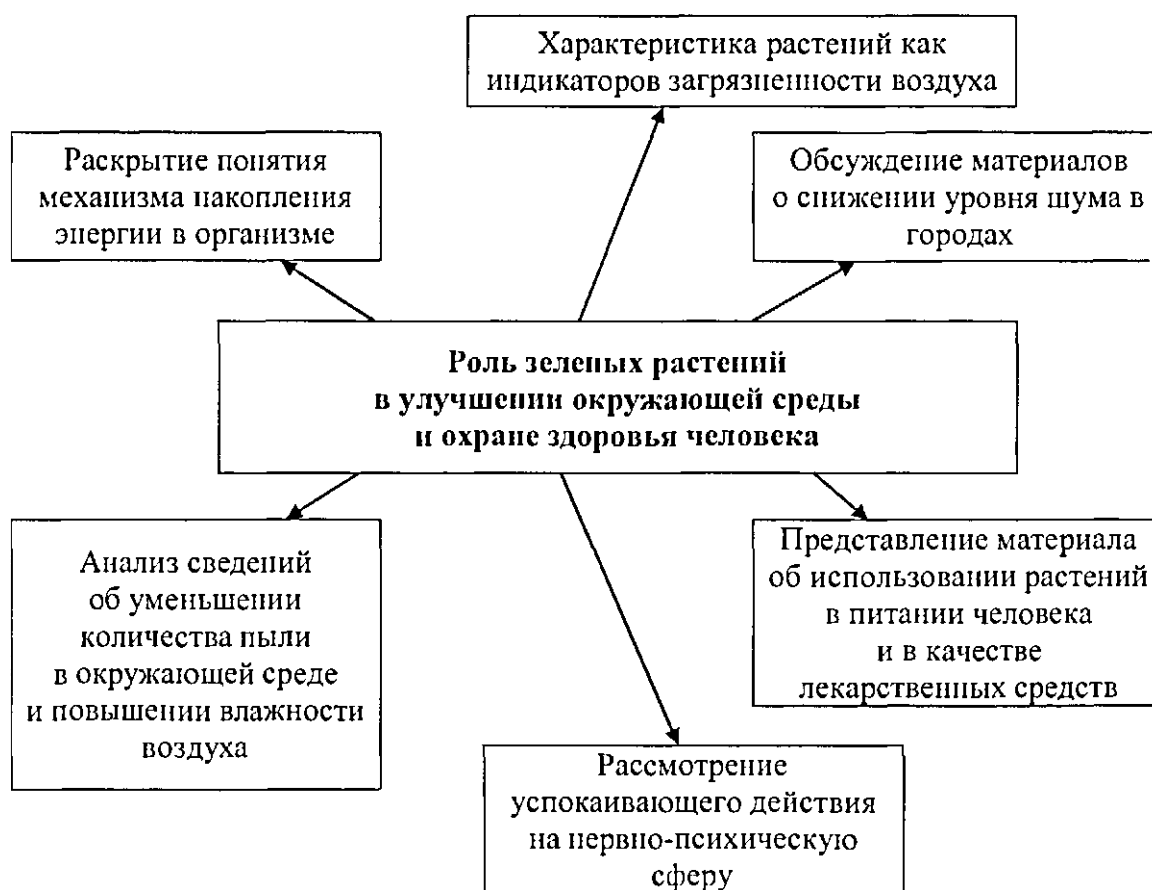 Характеристика растений как
индикаторов загрязненности воздуха
Раскрытие понятия
механизма накопления
энергии в организме
Обсуждение материалов
о снижении уровня шума в
городах
Роль зеленых растений
в улучшении окружающей среды
и охране здоровья человека
Анализ сведений
об уменьшении
количества пыли
в окружающей среде
и повышении влажности
воздуха
Представление материала
об использовании растений
в питании человека
и в качестве
лекарственных средств
Рассмотрение
успокаивающего действия
на нервно-психическую
сферу